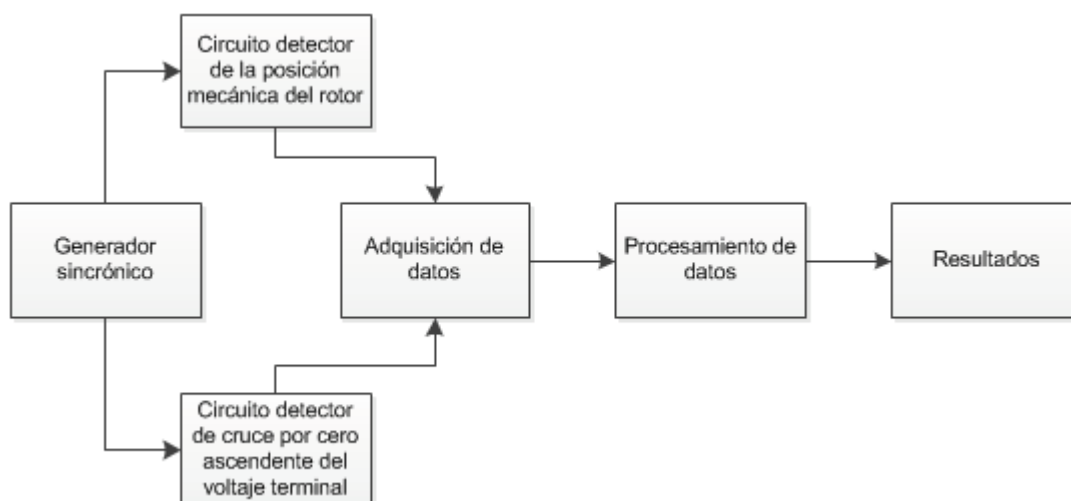 Circuito detector
de la posición
mecánica del rotor
Generador
sincrónico
Adquisición de
datos
Procesamiento de
datos
Resultados
Circuito detector
de cruce por cero
ascendente del
voltaje terminal